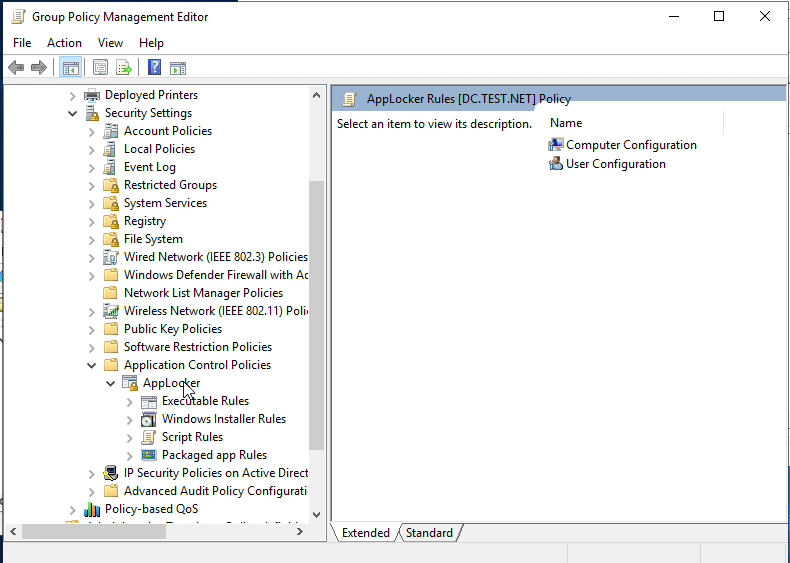 Group Policy Management Editor
File Action View Help
Deployed Printers
Security Settings
Account Policies
Local Policies
Event Log
Restricted Groups
System Services
Registry
File System
Wired Network (IEEE 802.3) Policies
Windows Defender Firewall with Ad
Network List Manager Policies
Wireless Network (IEEE 802.11) Poli
Public Key Policies
Software Restriction Policies
Application Control Policies
AppLocker
Executable Rules
Windows Installer Rules
Script Rules
Packaged app Rules
IP Security Policies on Active Direct
Advanced Audit Policy Configurati
Policy-based QoS
AppLocker Rules [DC.TEST.NET] Policy
Select an item to view its description.
Name
Computer Configuration
User Configuration
Extended Standard